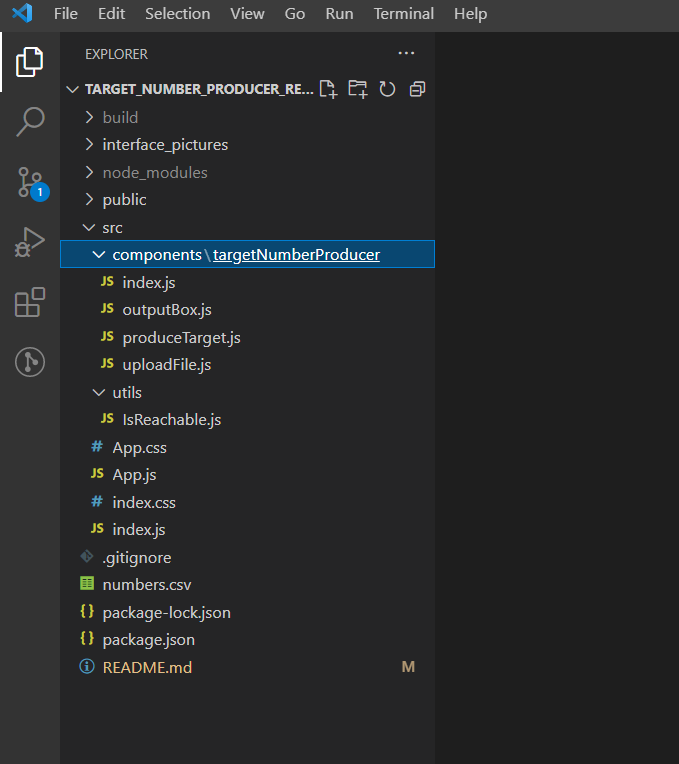 File Edit Selection View Go Run Terminal Help
EXPLORER
TARGET_NUMBER_PRODUCER_RE...
build
interface_pictures
node_modules
1
public
src
components\targetNumberProducer
JS index.js
JS outputBox.js
JS produceTarget.js
JS uploadFile.js
utils
JS IsReachable.js
# App.css
JS App.js
# index.css
JS index.js
.gitignore
numbers.csv
{} package-lock.json
{} package.json
README.md M